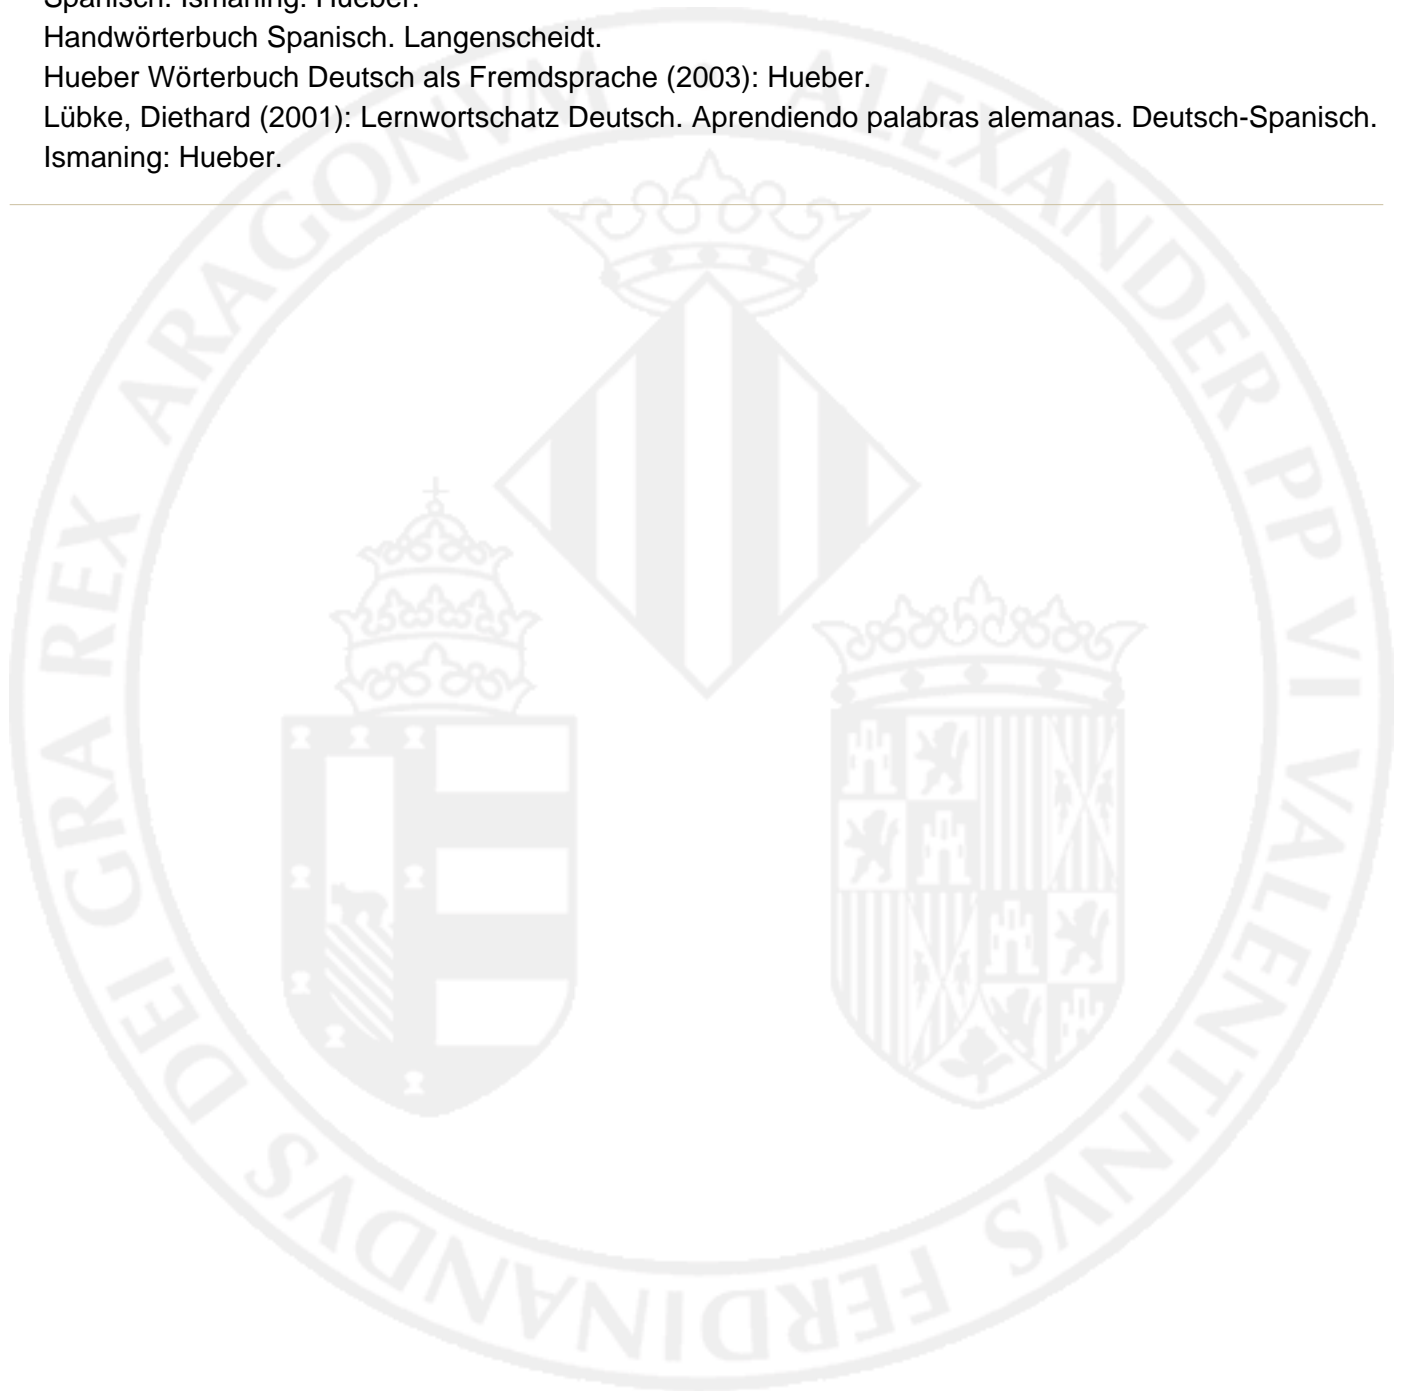 Spanisch. Ismaning: Hueber.
Handwörterbuch Spanisch. Langenscheidt.
Hueber Wörterbuch Deutsch als Fremdsprache (2003): Hueber.
Lübke, Diethard (2001): Lernwortschatz Deutsch. Aprendiendo palabras alemanas. Deutsch-Spanisch.
Ismaning: Hueber.
ALEXANDER PP VI VALENTINVS FERDINANDVS DEI GRA REX ARAGONVM